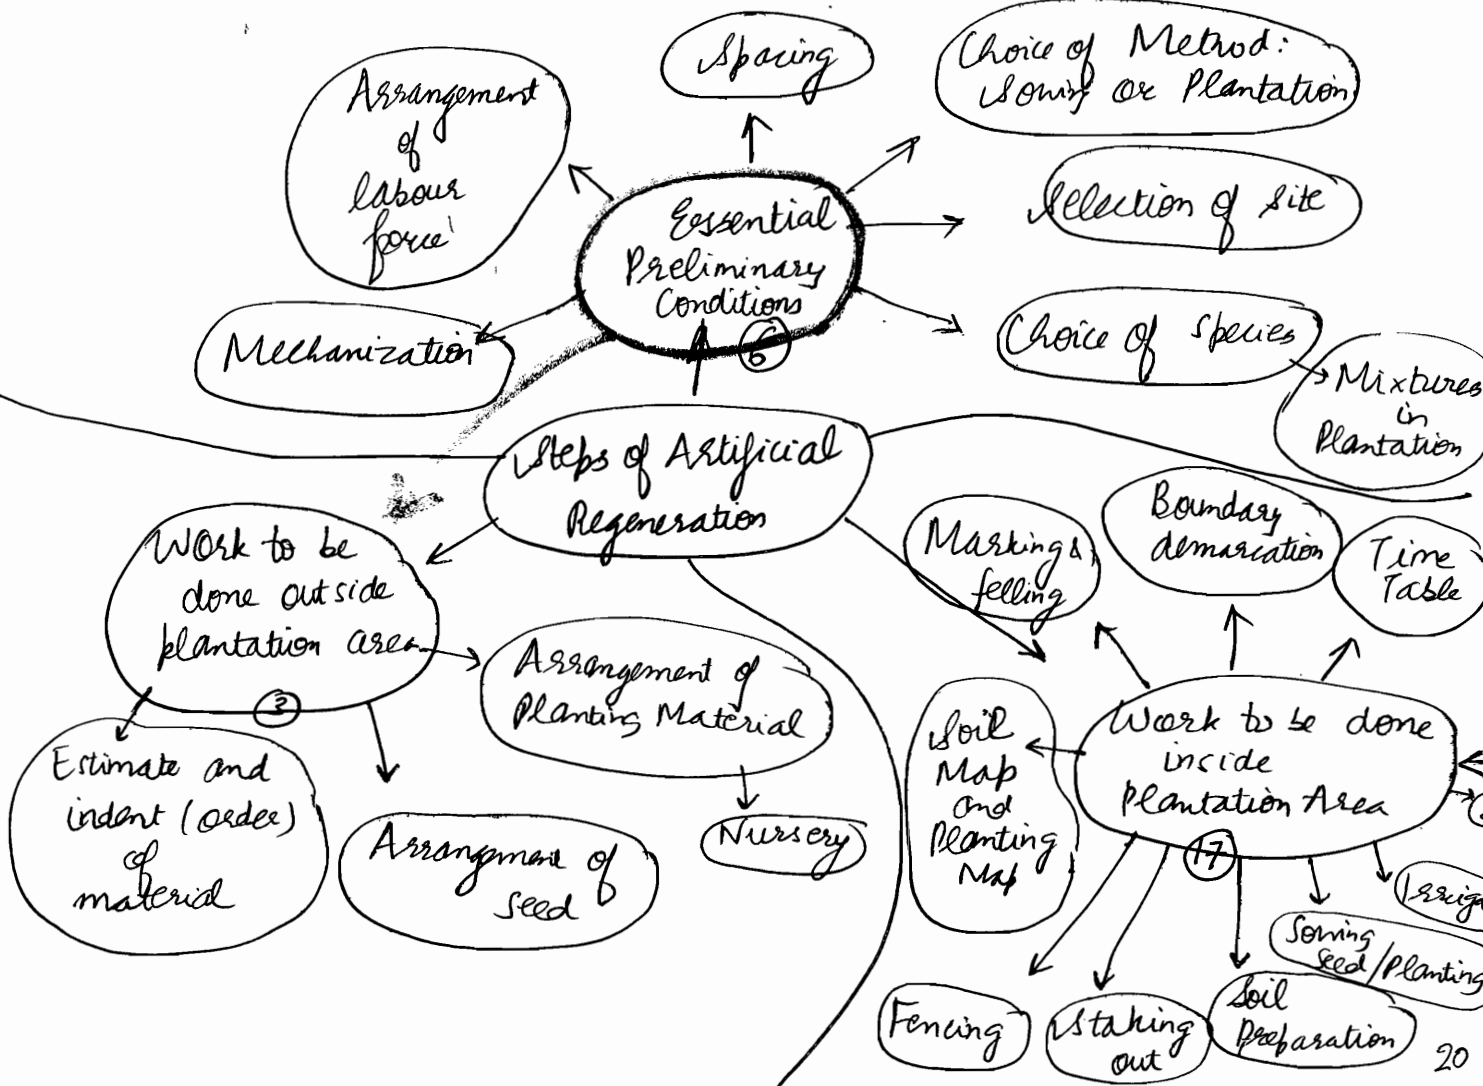 Spacing
Choice of Method:
Sowing or Plantation
Arrangement
of
labour
force
Selection of Site
Essential
Preliminary
Conditions
6
Mechanization
Choice of Species
Mixtures
in
Plantation
Steps of Artificial
Regeneration
Work to be
done outside
plantation area
3
Marking &
felling
Boundary
demarcation
Time
Table
Arrangement of
Planting Material
Nursery
Estimate and
indent (order)
of
material
Arrangement of
seed
Soil
Map
and
Planting
Map
Work to be done
inside
Plantation Area
17
Sowing
seed/Planting
Fencing
Staking
out
Soil
Preparation
20